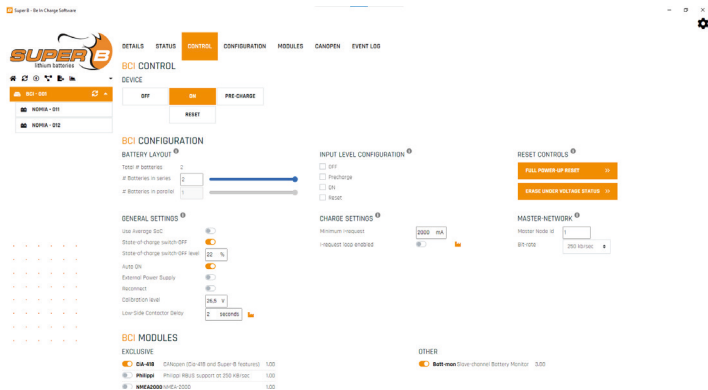 Super B - Be In Charge Software
SUPER B
lithium batteries
DETAILS STATUS CONTROL CONFIGURATION MODULES CANOPEN EVENT LOG
BCI - 001
NOMIA - 011
NOMIA - 012
BCI CONTROL
DEVICE
OFF ON PRE-CHARGE
RESET
BCI CONFIGURATION
BATTERY LAYOUT
Total # batteries 2
# Batteries in series 2
# Batteries in parallel 1
INPUT LEVEL CONFIGURATION
OFF
Precharge
ON
Reset
RESET CONTROLS
FULL POWER-UP RESET
ERASE UNDER VOLTAGE STATUS
GENERAL SETTINGS
Use Average SoC
State-of-charge switch-OFF
State-of-charge switch-OFF level 22 %
Auto ON
External Power Supply
Reconnect
Calibration level 26,5 V
Low-Side Contactor Delay 2 seconds
CHARGE SETTINGS
Minimum I-request 2000 mA
I-request loop enabled
MASTER-NETWORK
Master Node Id 1
Bit-rate 250 kb/sec
BCI MODULES
EXCLUSIVE
CiA-418 CANopen (CiA-418 and Super-B features) 1.00
Philippi Philippi RBUS support at 250 kb/sec 1.00
NMEA2000 NMEA-2000 1.00
OTHER
Batt-mon Slave-channel Battery Monitor 3.60